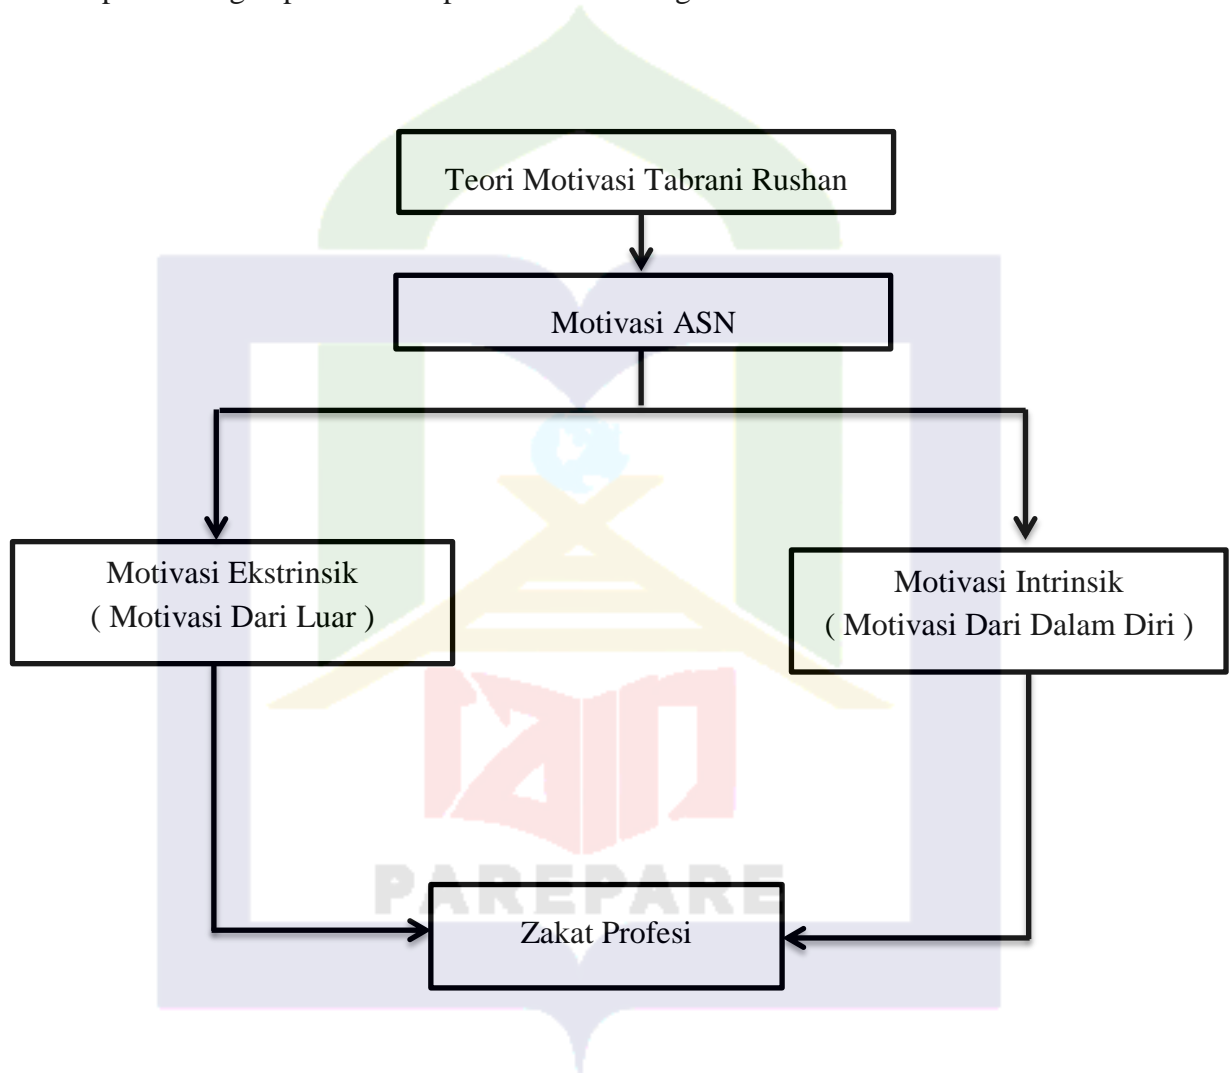 Teori Motivasi Tabrani Rushan
Motivasi ASN
Motivasi Ekstrinsik
( Motivasi Dari Luar )
Motivasi Intrinsik
( Motivasi Dari Dalam Diri )
PAREPARE
Zakat Profesi